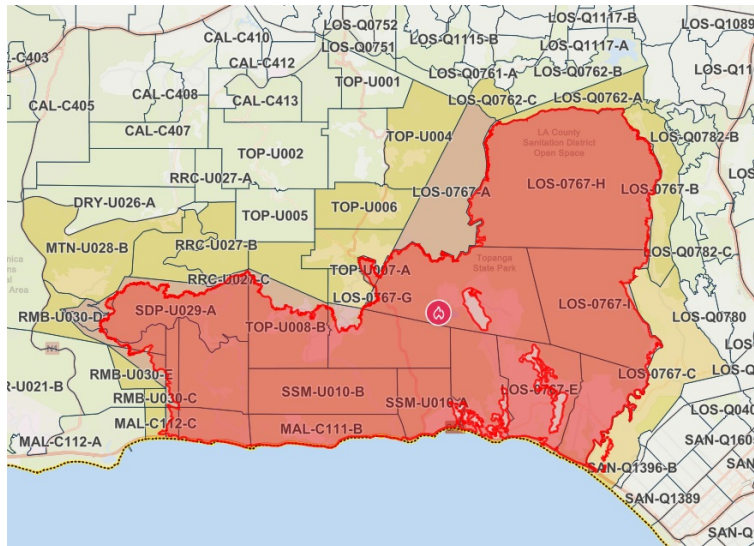 LOS-Q0752
LOS-Q1117-B
CAL-C410
LOS-Q0751
LOS-Q1115-B
LOS-Q1089
CAL-C403
CAL-C412
LOS-Q1117-A
TOP-U001
LOS-Q0761-A
LOS-Q0762-B
LOS-Q11
CAL-C405
CAL-C408
CAL-C413
LOS-Q0762-C
LOS-Q0762-A
CAL-C407
TOP-U004
LA County
Sanitation District
Open Space
LOS-Q0782-B
TOP-U002
RRC-U027-A
LOS-0767-A
LOS-0767-H
LOS-0767-B
DRY-U026-A
TOP-U005
TOP-U006
MTN-U028-B
RRC-U027-B
LOS-Q0782-C
Topanga
State Park
TOP-U007-A
RRC-U027-C
LOS-0767-G
LOS-0767-I
RMB-U030-D
SDP-U029-A
TOP-U008-B
LOS-Q0780
RMB-U030-E
LOS-0767-C
R-U021-B
SSM-U010-B
LOS-0767-E
RMB-U030-C
SSM-U010-A
LOS-Q040
MAL-C112-C
MAL-C111-B
MAL-C112-A
SAN-Q160
SAN-Q1396-B
SAN-Q1389
SAN-Q